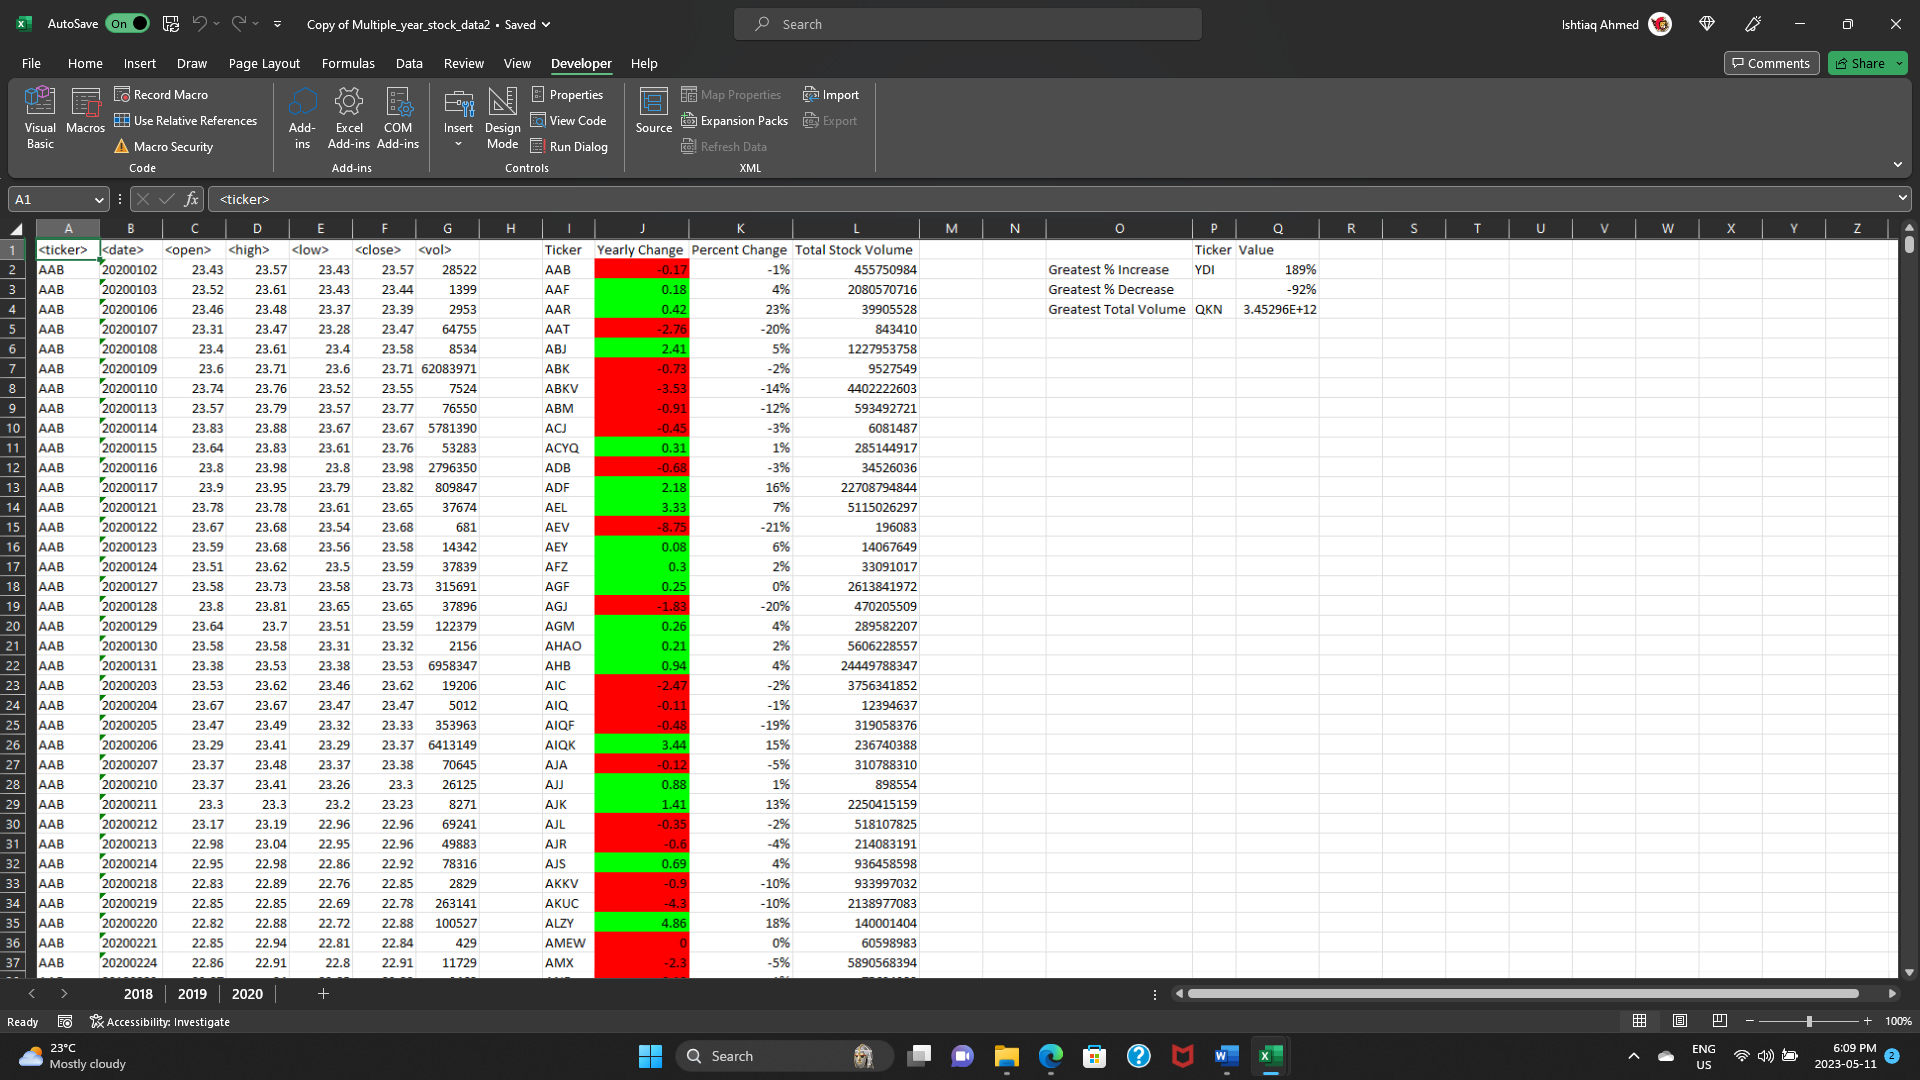 AutoSave On Copy of Multiple_year_stock_data2 • Saved Search Ishtiaq Ahmed
File Home Insert Draw Page Layout Formulas Data Review View Developer Help Comments Share
Visual Basic
Macros
Record Macro
Use Relative References
Macro Security
Code
Add-ins
Excel Add-ins
COM Add-ins
Add-ins
Insert
Design Mode
Properties
View Code
Run Dialog
Controls
Source
Map Properties
Expansion Packs
Refresh Data
Import
Export
XML
A1 fx <ticker>
A B C D E F G H I J K L M N O P Q R S T U V W X Y Z
1 <ticker> <date> <open> <high> <low> <close> <vol> Ticker Yearly Change Percent Change Total Stock Volume Ticker Value
2 AAB 20200102 23.43 23.57 23.43 23.57 28522 AAB -0.17 -1% 455750984 Greatest % Increase YDI 189%
3 AAB 20200103 23.52 23.61 23.43 23.44 1399 AAF 0.18 4% 2080570716 Greatest % Decrease -92%
4 AAB 20200106 23.46 23.48 23.37 23.39 2953 AAR 0.42 23% 39905528 Greatest Total Volume QKN 3.45296E+12
5 AAB 20200107 23.31 23.47 23.28 23.47 64755 AAT -2.76 -20% 843410
6 AAB 20200108 23.4 23.61 23.4 23.58 8534 ABJ 2.41 5% 1227953758
7 AAB 20200109 23.6 23.71 23.6 23.71 62083971 ABK -0.73 -2% 9527549
8 AAB 20200110 23.74 23.76 23.52 23.55 7524 ABKV -3.53 -14% 4402222603
9 AAB 20200113 23.57 23.79 23.57 23.77 76550 ABM -0.91 -12% 593492721
10 AAB 20200114 23.83 23.88 23.67 23.67 5781390 ACJ -0.45 -3% 6081487
11 AAB 20200115 23.64 23.83 23.61 23.76 53283 ACYQ 0.31 1% 285144917
12 AAB 20200116 23.8 23.98 23.8 23.98 2796350 ADB -0.68 -3% 34526036
13 AAB 20200117 23.9 23.95 23.79 23.82 809847 ADF 2.18 16% 22708794844
14 AAB 20200121 23.78 23.78 23.61 23.65 37674 AEL 3.33 7% 5115026297
15 AAB 20200122 23.67 23.68 23.54 23.68 681 AEV -8.75 -21% 196083
16 AAB 20200123 23.59 23.68 23.56 23.58 14342 AEY 0.08 6% 14067649
17 AAB 20200124 23.51 23.62 23.5 23.59 37839 AFZ 0.3 2% 33091017
18 AAB 20200127 23.58 23.73 23.58 23.73 315691 AGF 0.25 0% 2613841972
19 AAB 20200128 23.8 23.81 23.65 23.65 37896 AGJ -1.83 -20% 470205509
20 AAB 20200129 23.64 23.7 23.51 23.59 122379 AGM 0.26 4% 289582207
21 AAB 20200130 23.58 23.58 23.31 23.32 2156 AHAO 0.21 2% 5606228557
22 AAB 20200131 23.38 23.53 23.38 23.53 6958347 AHB 0.94 4% 24449788347
23 AAB 20200203 23.53 23.62 23.46 23.62 19206 AIC -2.47 -2% 3756341852
24 AAB 20200204 23.67 23.67 23.47 23.47 5012 AIQ -0.11 -1% 12394637
25 AAB 20200205 23.47 23.49 23.32 23.33 353963 AIQF -0.48 -19% 319058376
26 AAB 20200206 23.29 23.41 23.29 23.37 6413149 AIQK 3.44 15% 236740388
27 AAB 20200207 23.37 23.48 23.37 23.38 70645 AJA -0.12 -5% 310788310
28 AAB 20200210 23.37 23.41 23.26 23.3 26125 AJJ 0.88 1% 898554
29 AAB 20200211 23.3 23.3 23.2 23.23 8271 AJK 1.41 13% 2250415159
30 AAB 20200212 23.17 23.19 22.96 22.96 69241 AJL -0.35 -2% 518107825
31 AAB 20200213 22.98 23.04 22.95 22.96 49883 AJR -0.6 -4% 214083191
32 AAB 20200214 22.95 22.98 22.86 22.92 78316 AJS 0.69 4% 936458598
33 AAB 20200218 22.83 22.89 22.76 22.85 2829 AKKV -0.9 -10% 933997032
34 AAB 20200219 22.85 22.85 22.69 22.78 263141 AKUC -4.3 -10% 2138977083
35 AAB 20200220 22.82 22.88 22.72 22.88 100527 ALZY 4.86 18% 140001404
36 AAB 20200221 22.85 22.94 22.81 22.84 429 AMEW 0 0% 60598983
37 AAB 20200224 22.86 22.91 22.8 22.91 11729 AMX -2.3 -5% 5890568394
2018 2019 2020
Ready Accessibility: Investigate 100%
23°C
Mostly cloudy
Search
ENG
US
6:09 PM
2023-05-11
2